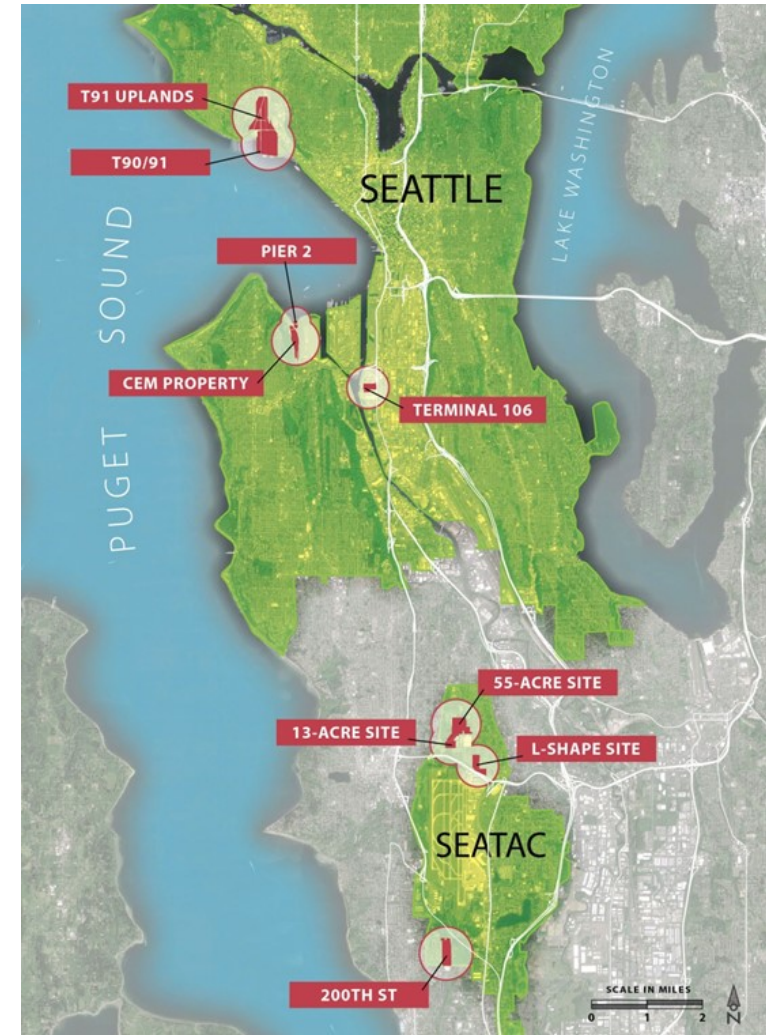 T91 UPLANDS
T90/91
SEATTLE
LAKE WASHINGTON
PUGET SOUND
PIER 2
CEM PROPERTY
TERMINAL 106
55-ACRE SITE
13-ACRE SITE
L-SHAPE SITE
SEATAC
200TH ST
SCALE IN MILES
0 1 2
N